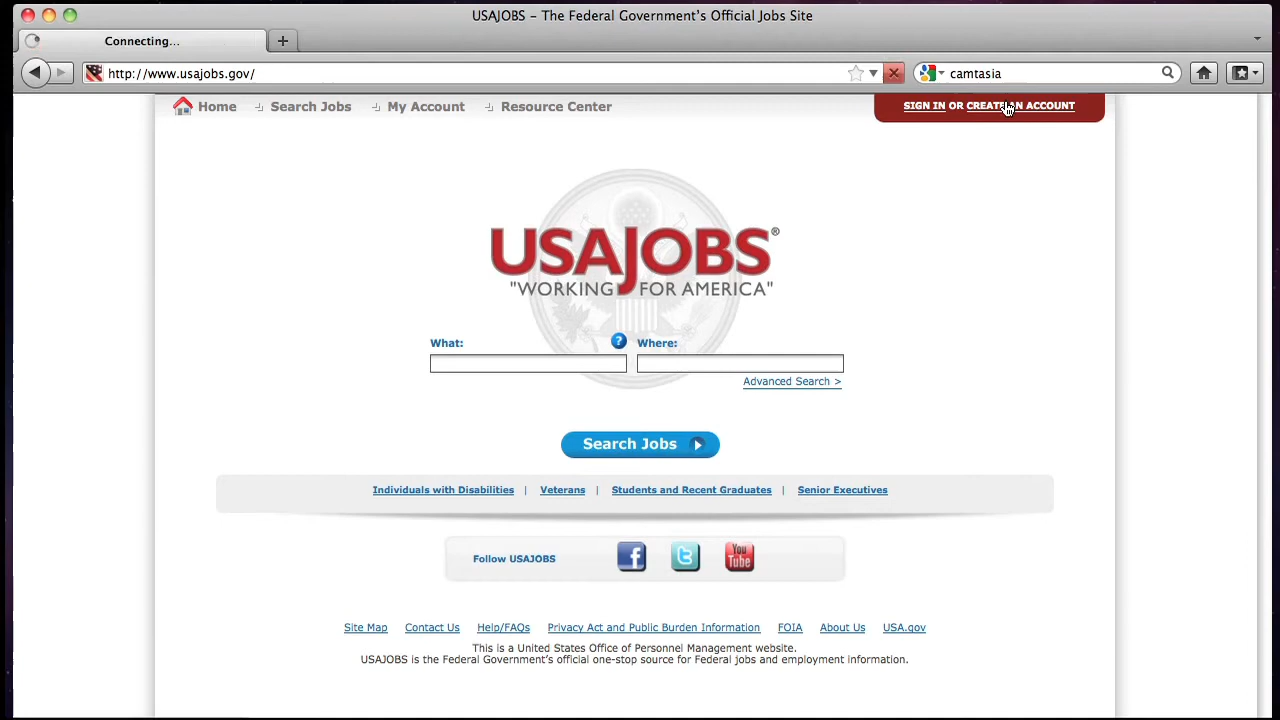 USAJOBS - The Federal Government's Official Jobs Site
Connecting...
http://www.usajobs.gov/
camtasia
Home Search Jobs My Account Resource Center
SIGN IN OR CREATE AN ACCOUNT
USAJOBS®
"WORKING FOR AMERICA"
What: ? Where:
Advanced Search >
Search Jobs
Individuals with Disabilities | Veterans | Students and Recent Graduates | Senior Executives
Follow USAJOBS f t You Tube
Site Map Contact Us Help/FAQs Privacy Act and Public Burden Information FOIA About Us USA.gov
This is a United States Office of Personnel Management website.
USAJOBS is the Federal Government's official one-stop source for Federal jobs and employment information.